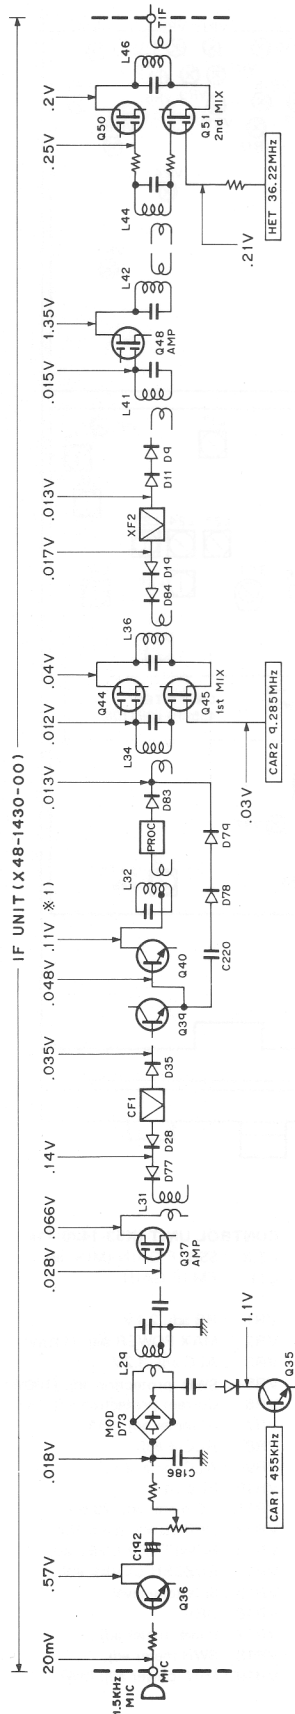 IF UNIT (X48-1430-00)
20mV
.57V
.018V
.028V
.066V
.14V
.035V
.048V
.11V ※1)
.013V
.012V
.04V
.017V
.013V
.015V
1.35V
.25V
.2V
1.5KHz
MIC
MIC
Q36
C192
C186
MOD
D73
L29
CAR1 455KHz
Q35
1.1V
Q37
AMP
L31
D77
D28
CF1
D35
Q39
Q40
L32
PROC
D83
C220
D78
D79
L34
Q44
Q45
1st MIX
L36
CAR2 9.285MHz
.03V
D84
D19
XF2
D11
D9
L41
Q48
AMP
L42
L44
Q50
Q51
2nd MIX
L46
TIF
HET 36.22MHz
.21V